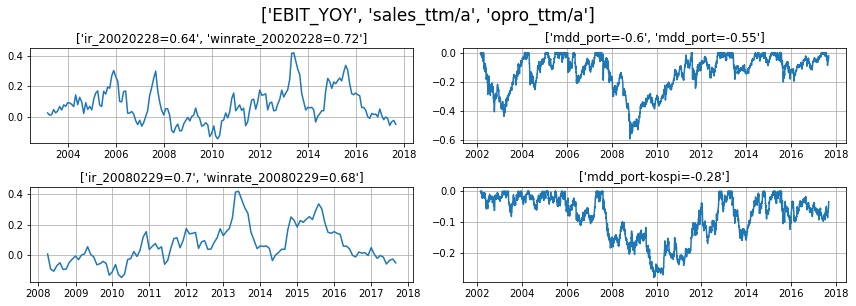 ['EBIT_YOY', 'sales_ttm/a', 'opro_ttm/a']
['ir_20020228=0.64', 'winrate_20020228=0.72']
0.4
0.2
0.0
2004 2006 2008 2010 2012 2014 2016 2018
['mdd_port=-0.6', 'mdd_port=-0.55']
0.0
−0.2
−0.4
−0.6
2002 2004 2006 2008 2010 2012 2014 2016 2018
['ir_20080229=0.7', 'winrate_20080229=0.68']
0.4
0.2
0.0
2008 2009 2010 2011 2012 2013 2014 2015 2016 2017 2018
['mdd_port-kospi=-0.28']
0.0
−0.1
−0.2
2002 2004 2006 2008 2010 2012 2014 2016 2018